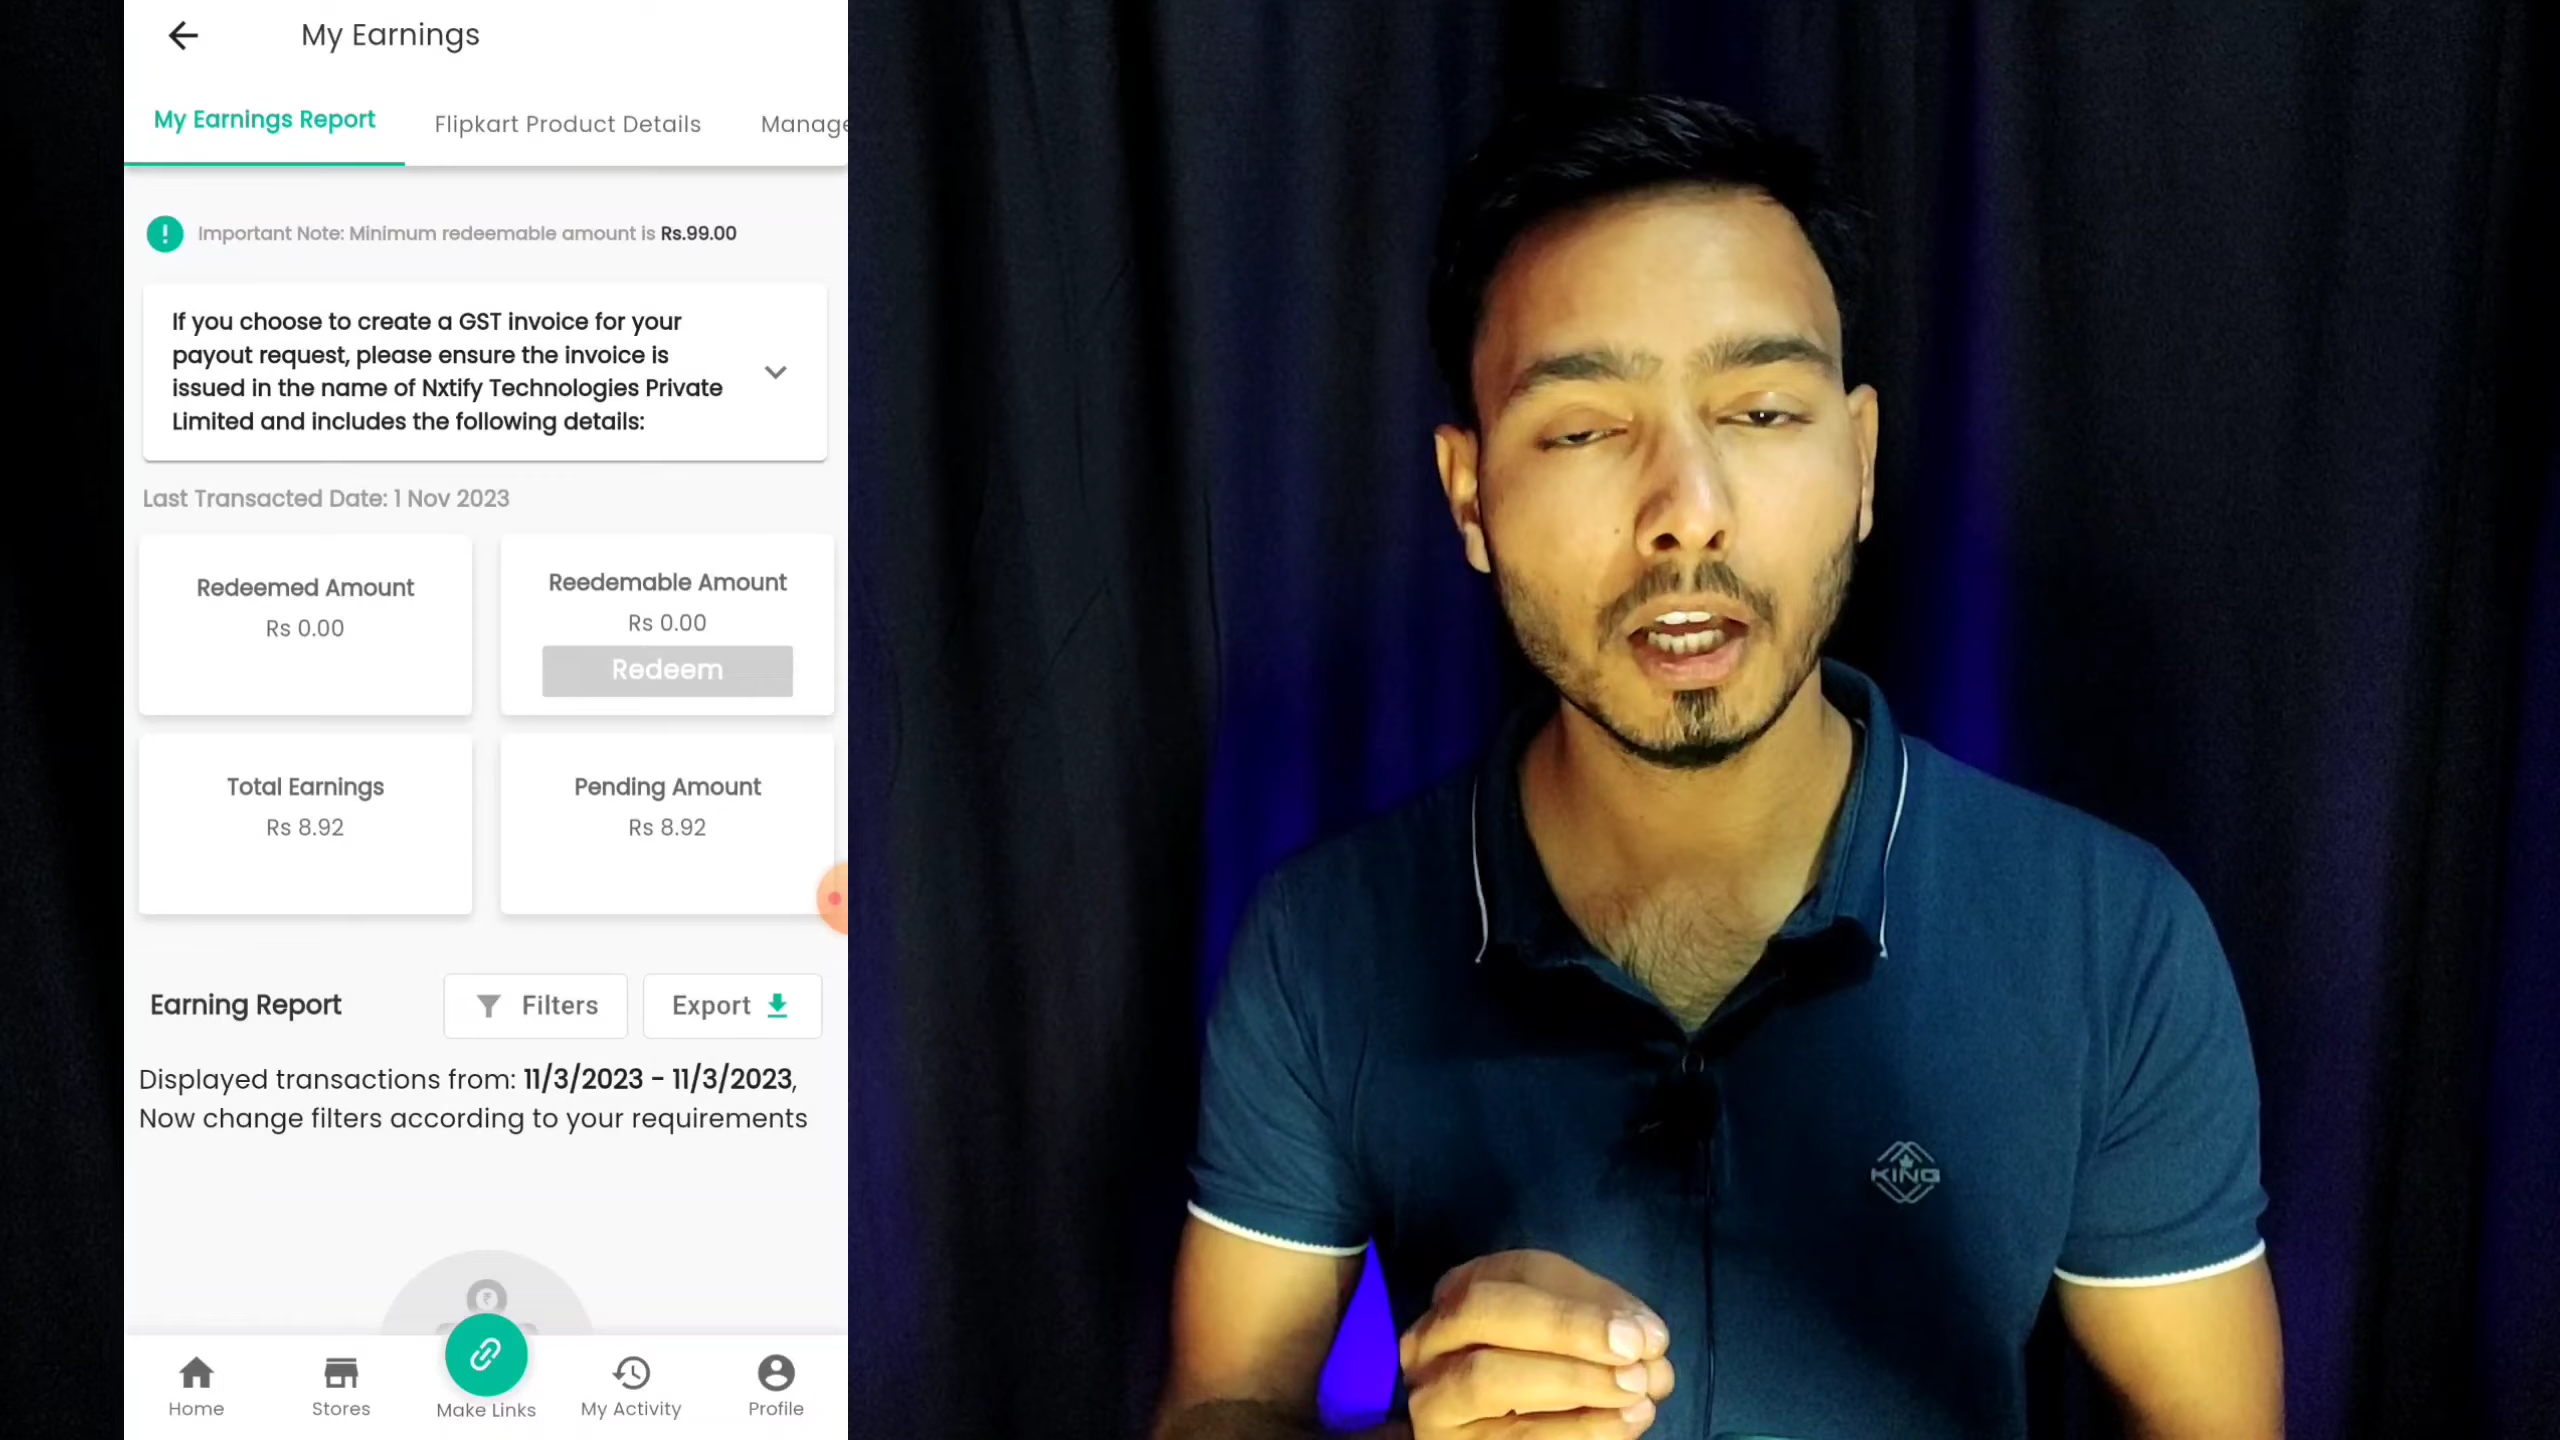 My Earnings
My Earnings Report
Flipkart Product Details
Manage
Important Note: Minimum redeemable amount is Rs.99.00
If you choose to create a GST invoice for your
payout request, please ensure the invoice is
issued in the name of Nxtify Technologies Private
Limited and includes the following details:
Last Transacted Date: 1 Nov 2023
Redeemed Amount
Rs 0.00
Reedemable Amount
Rs 0.00
Redeem
Total Earnings
Rs 8.92
Pending Amount
Rs 8.92
Earning Report
Filters
Export
Displayed transactions from: 11/3/2023 - 11/3/2023,
Now change filters according to your requirements
Home
Stores
Make Links
My Activity
Profile
KING